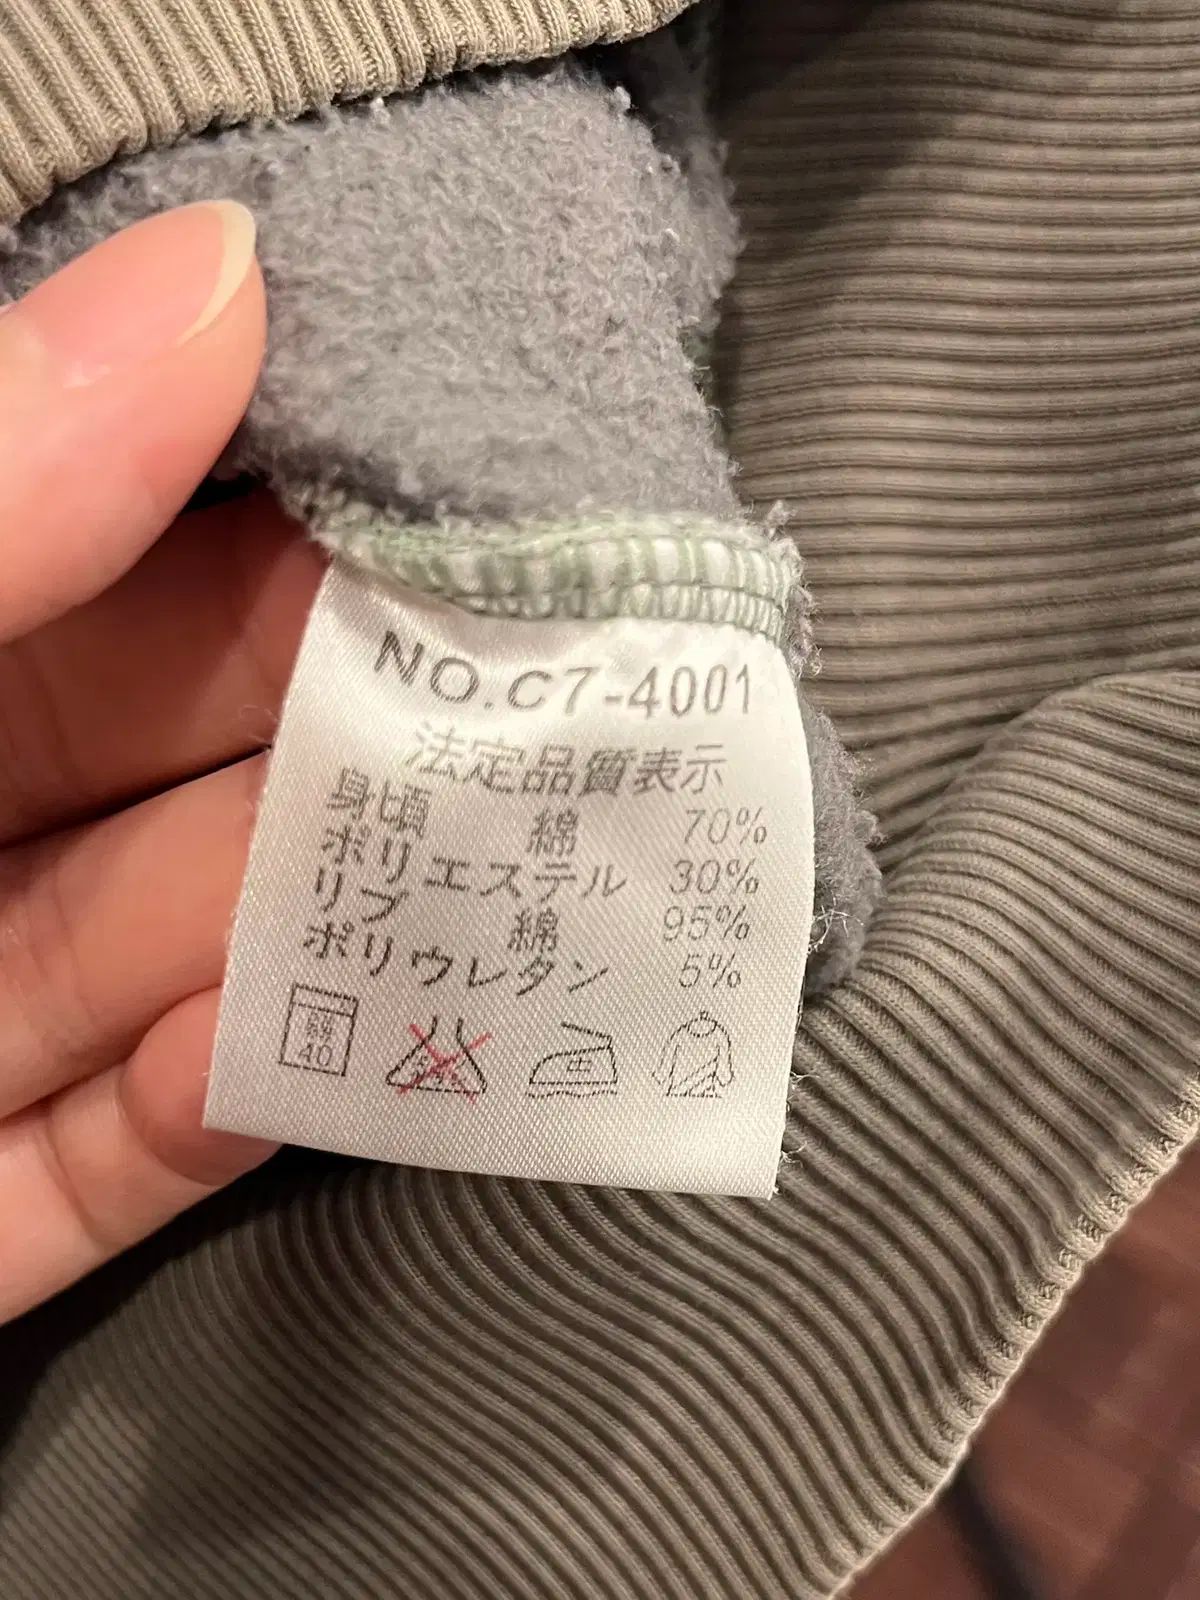 NO.C7-4001
法定品質表示
身頃 綿 70%
ポリエステル 30%
リブ 綿 95%
ポリウレタン 5%
40
中